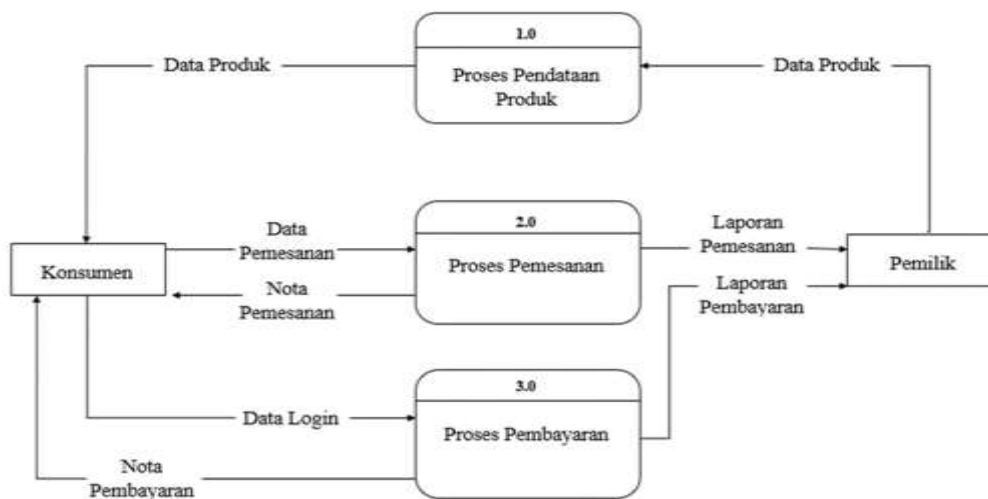 1.0
Data Produk
Proses Pendataan
Produk
Data Produk
2.0
Data
Pemesanan
Laporan
Pemesanan
Konsumen
Proses Pemesanan
Pemilik
Nota
Pemesanan
Laporan
Pembayaran
3.0
Data Login
Proses Pembayaran
Nota
Pembayaran